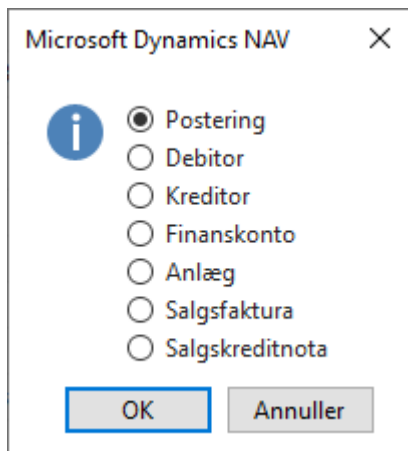 Microsoft Dynamics NAV
Postering
Debitor
Kreditor
Finanskonto
Anlæg
Salgsfaktura
Salgskreditnota
OK Annuller